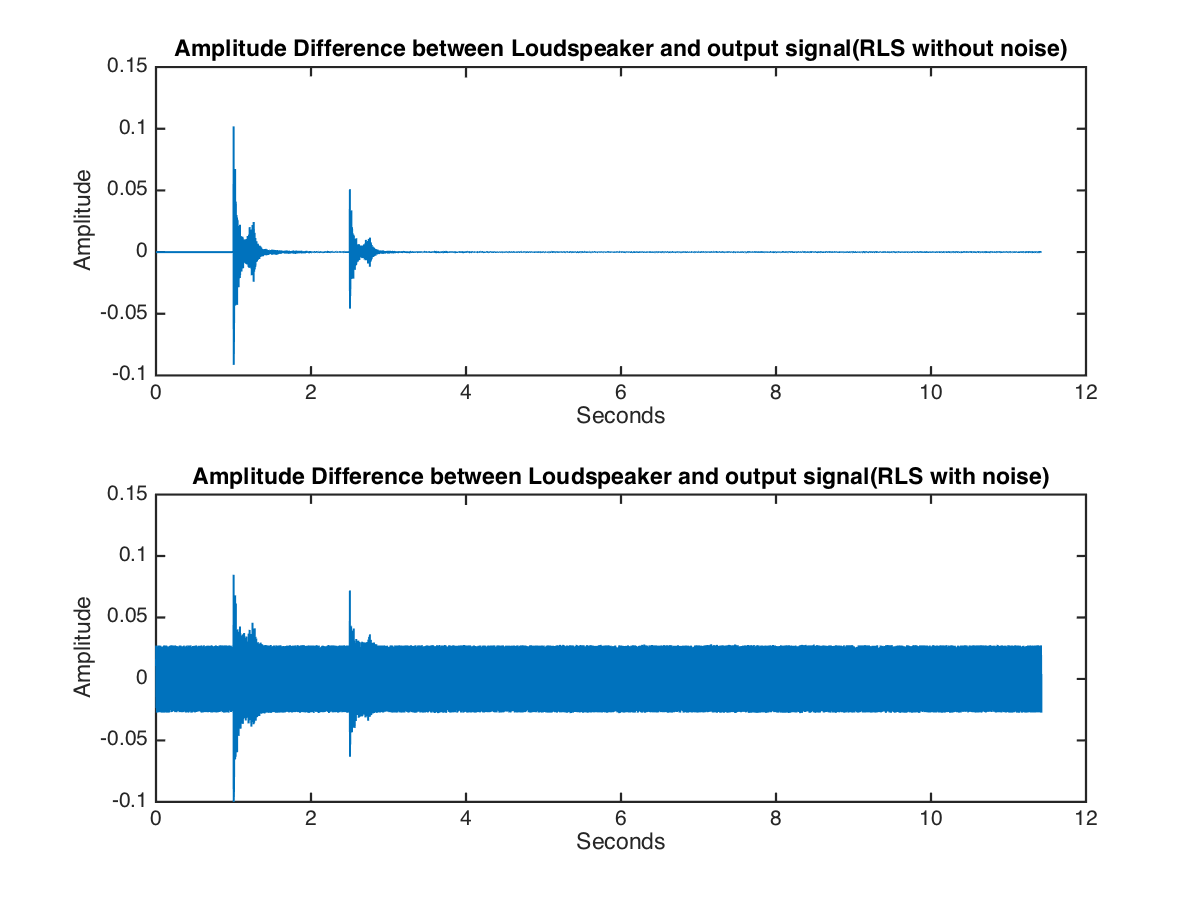 Amplitude Difference between Loudspeaker and output signal(RLS without noise)
0.15
0.1
0.05
0
-0.05
-0.1
Amplitude
0 2 4 6 8 10 12
Seconds
Amplitude Difference between Loudspeaker and output signal(RLS with noise)
0.15
0.1
0.05
0
-0.05
-0.1
Amplitude
0 2 4 6 8 10 12
Seconds